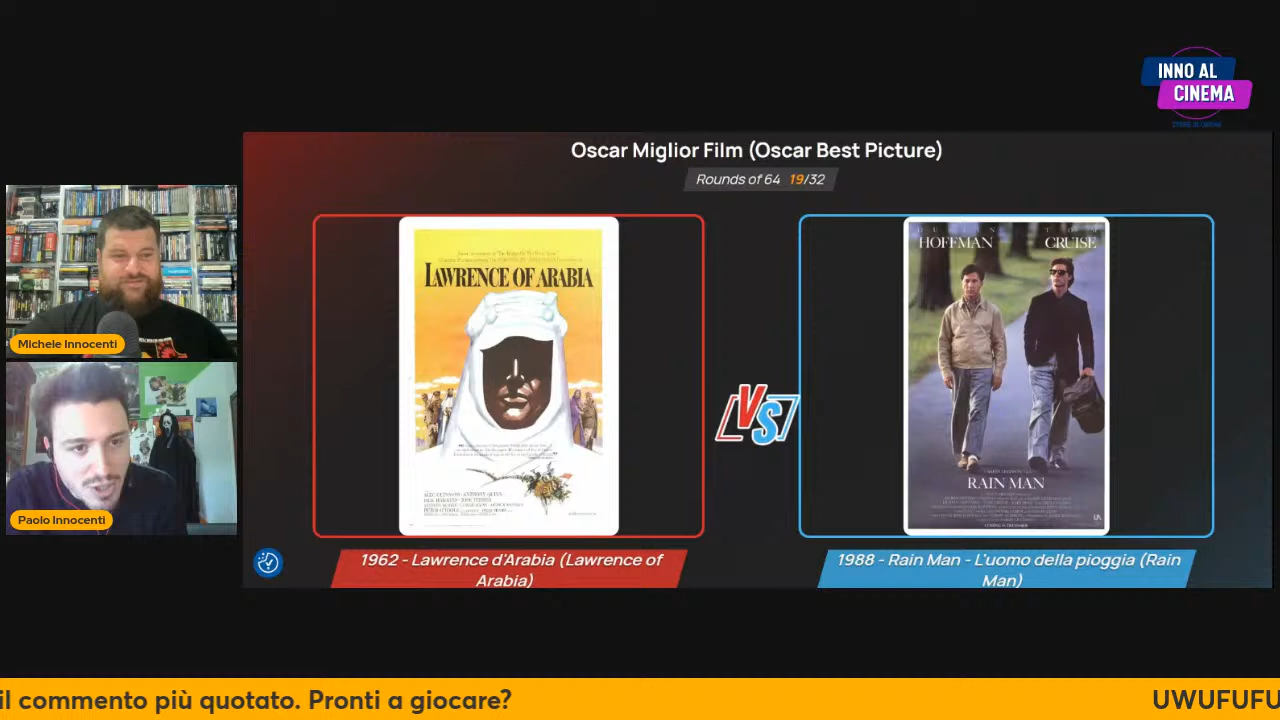 INNO AL
CINEMA
Oscar Miglior Film (Oscar Best Picture)
Rounds of 64 19/32
LAWRENCE OF ARABIA
HOFFMAN CRUISE
RAIN MAN
VS
Michele Innocenti
Paolo Innocenti
1962 - Lawrence d'Arabia (Lawrence of
Arabia)
1988 - Rain Man - L'uomo della pioggia (Rain
Man)
il commento più quotato. Pronti a giocare?
UWUFUFU